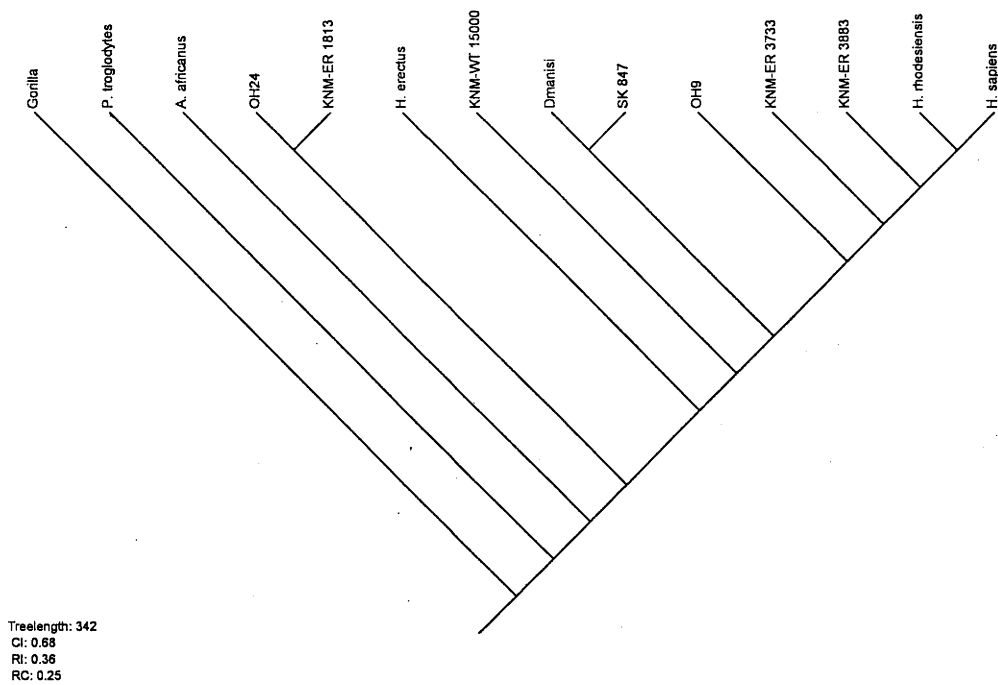 Gorilla
P. troglodytes
A. africanus
OH24
KNM-ER 1813
H. erectus
KNM-WT 15000
Dmanisi
SK 847
OH9
KNM-ER 3733
KNM-ER 3883
H. rhodesiensis
H. sapiens
Treelength: 342
CI: 0.68
RI: 0.36
RC: 0.25